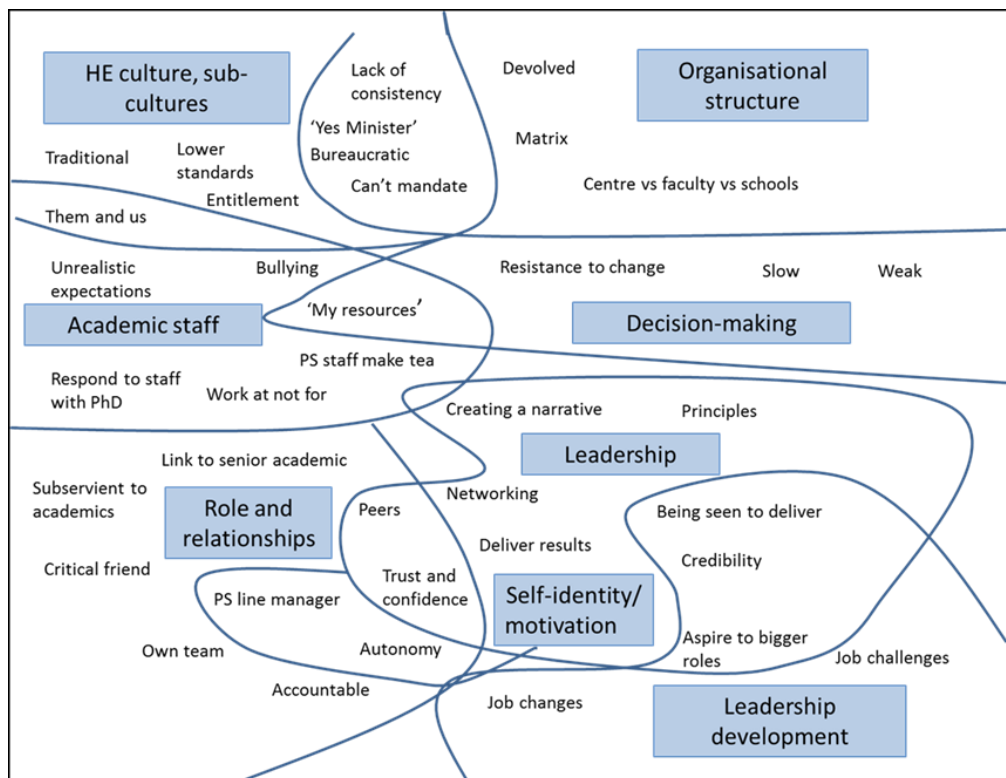 HE culture, sub-
cultures
Lack of
consistency
Devolved
Organisational
structure
'Yes Minister'
Bureaucratic
Matrix
Traditional
Lower
standards
Can't mandate
Centre vs faculty vs schools
Entitlement
Them and us
Unrealistic
expectations
Bullying
Resistance to change
Slow
Weak
Academic staff
'My resources'
Decision-making
PS staff make tea
Respond to staff
with PhD
Work at not for
Creating a narrative
Principles
Link to senior academic
Leadership
Subservient to
academics
Role and
relationships
Peers
Networking
Being seen to deliver
Deliver results
Critical friend
Credibility
PS line manager
Trust and
confidence
Self-identity/
motivation
Own team
Autonomy
Aspire to bigger
roles
Job challenges
Accountable
Job changes
Leadership
development